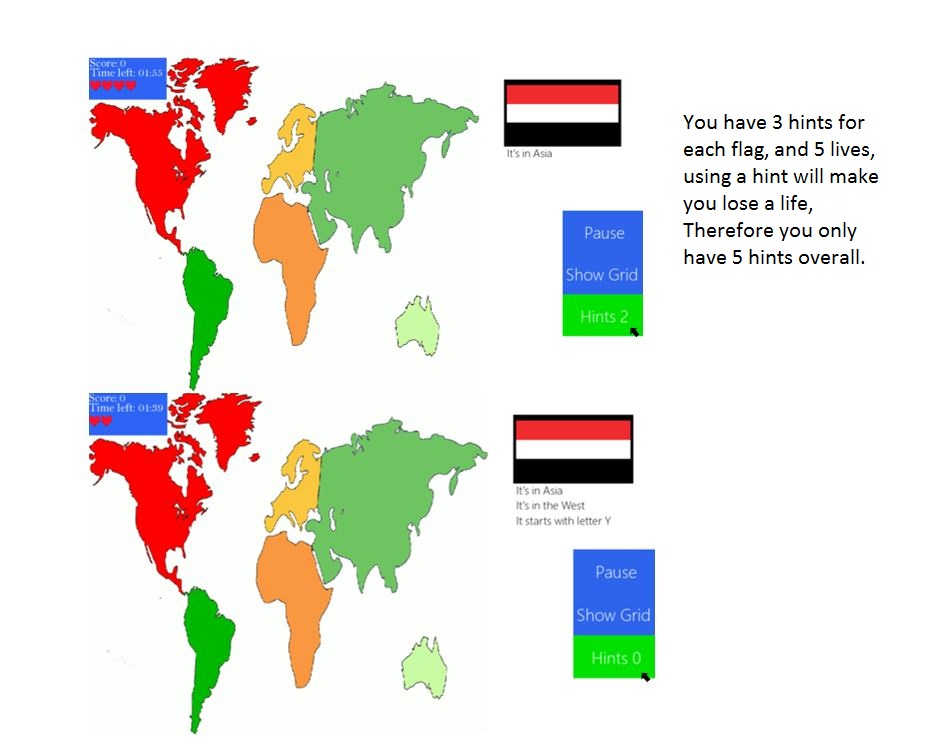 Score: 0
Time left: 01:55
It's in Asia
You have 3 hints for
each flag, and 5 lives,
using a hint will make
you lose a life,
Therefore you only
have 5 hints overall.
Pause
Show Grid
Hints 2
Score: 0
Time left: 01:39
It's in Asia
It's in the West
It starts with letter Y
Pause
Show Grid
Hints 0